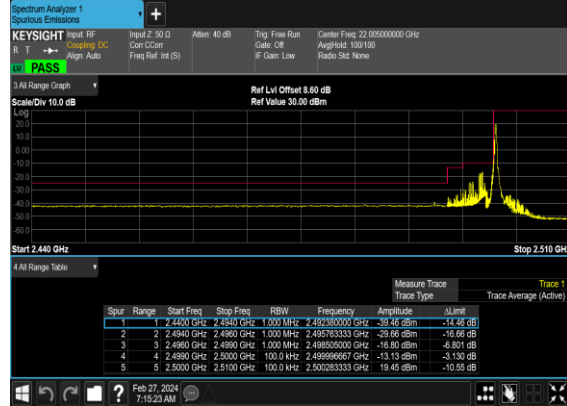 Spectrum Analyzer 1
Spurious Emissions
+
KEYSIGHT Input: RF Input Z: 50 Ω Atten: 40 dB Trig: Free Run Center Freq: 22.005000000 GHz
R T Coupling: DC Corr CCorr Gate: Off Avg|Hold: 100/100
Align: Auto Freq Ref: Int (S) IF Gain: Low Radio Std: None
PASS
3 All Range Graph
Ref Lvl Offset 8.60 dB
Scale/Div 10.0 dB Ref Value 30.00 dBm
Log
20.0
10.0
0.00
-10.0
-20.0
-30.0
-40.0
-50.0
-60.0
Start 2.440 GHz Stop 2.510 GH
4 All Range Table
Measure Trace Trace 1
Trace Type Trace Average (Active)
Spur Range Start Freq Stop Freq RBW Frequency Amplitude ΔLimit
1 1 2.4400 GHz 2.4940 GHz 1.000 MHz 2.492380000 GHz -39.46 dBm -14.46 dB
2 2 2.4940 GHz 2.4960 GHz 1.000 MHz 2.495763333 GHz -29.66 dBm -16.66 dB
3 3 2.4960 GHz 2.4990 GHz 1.000 MHz 2.498505000 GHz -16.80 dBm -6.801 dB
4 4 2.4990 GHz 2.5000 GHz 100.0 kHz 2.499996667 GHz -13.13 dBm -3.130 dB
5 5 2.5000 GHz 2.5100 GHz 100.0 kHz 2.500283333 GHz 19.45 dBm -10.55 dB
? Feb 27, 2024
7:15:23 AM